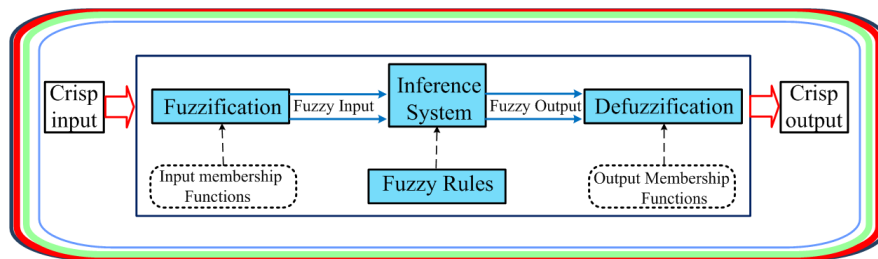 Crisp
input
Fuzzification
Fuzzy Input
Inference
System
Fuzzy Output
Defuzzification
Crisp
output
Input membership
Functions
Fuzzy Rules
Output Membership
Functions